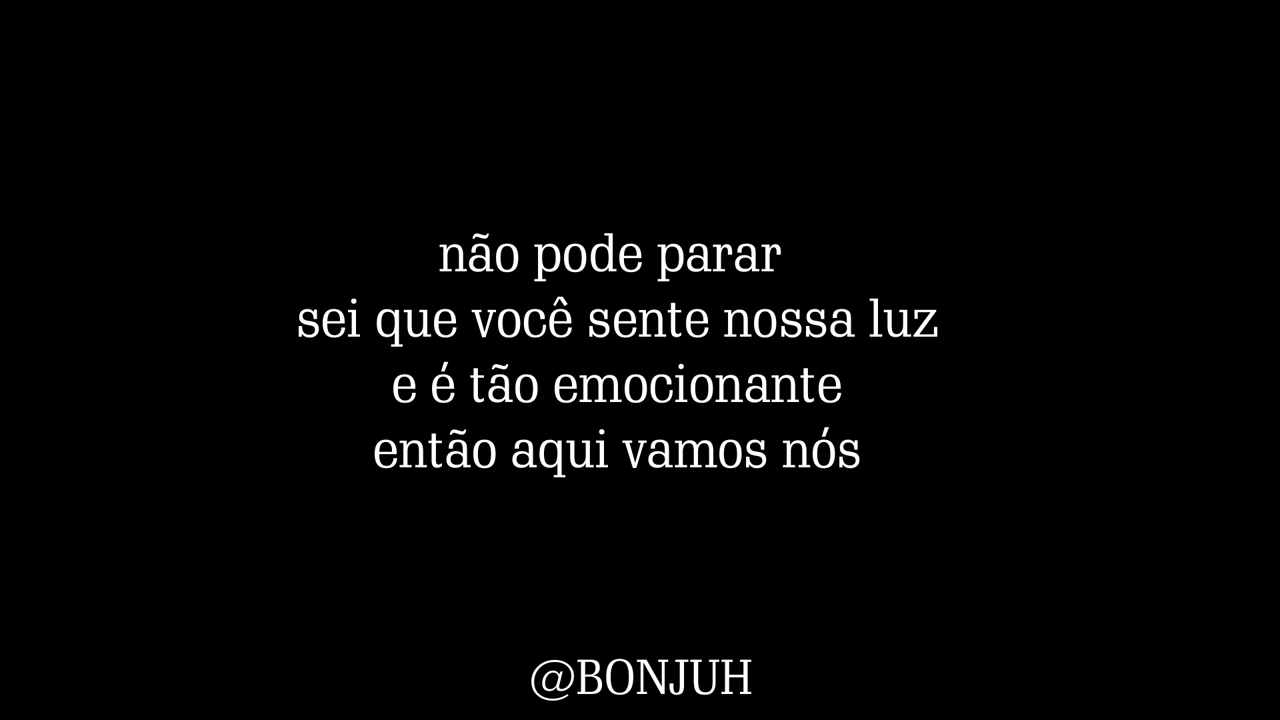 não pode parar
sei que você sente nossa luz
e é tão emocionante
então aqui vamos nós
@BONJUH